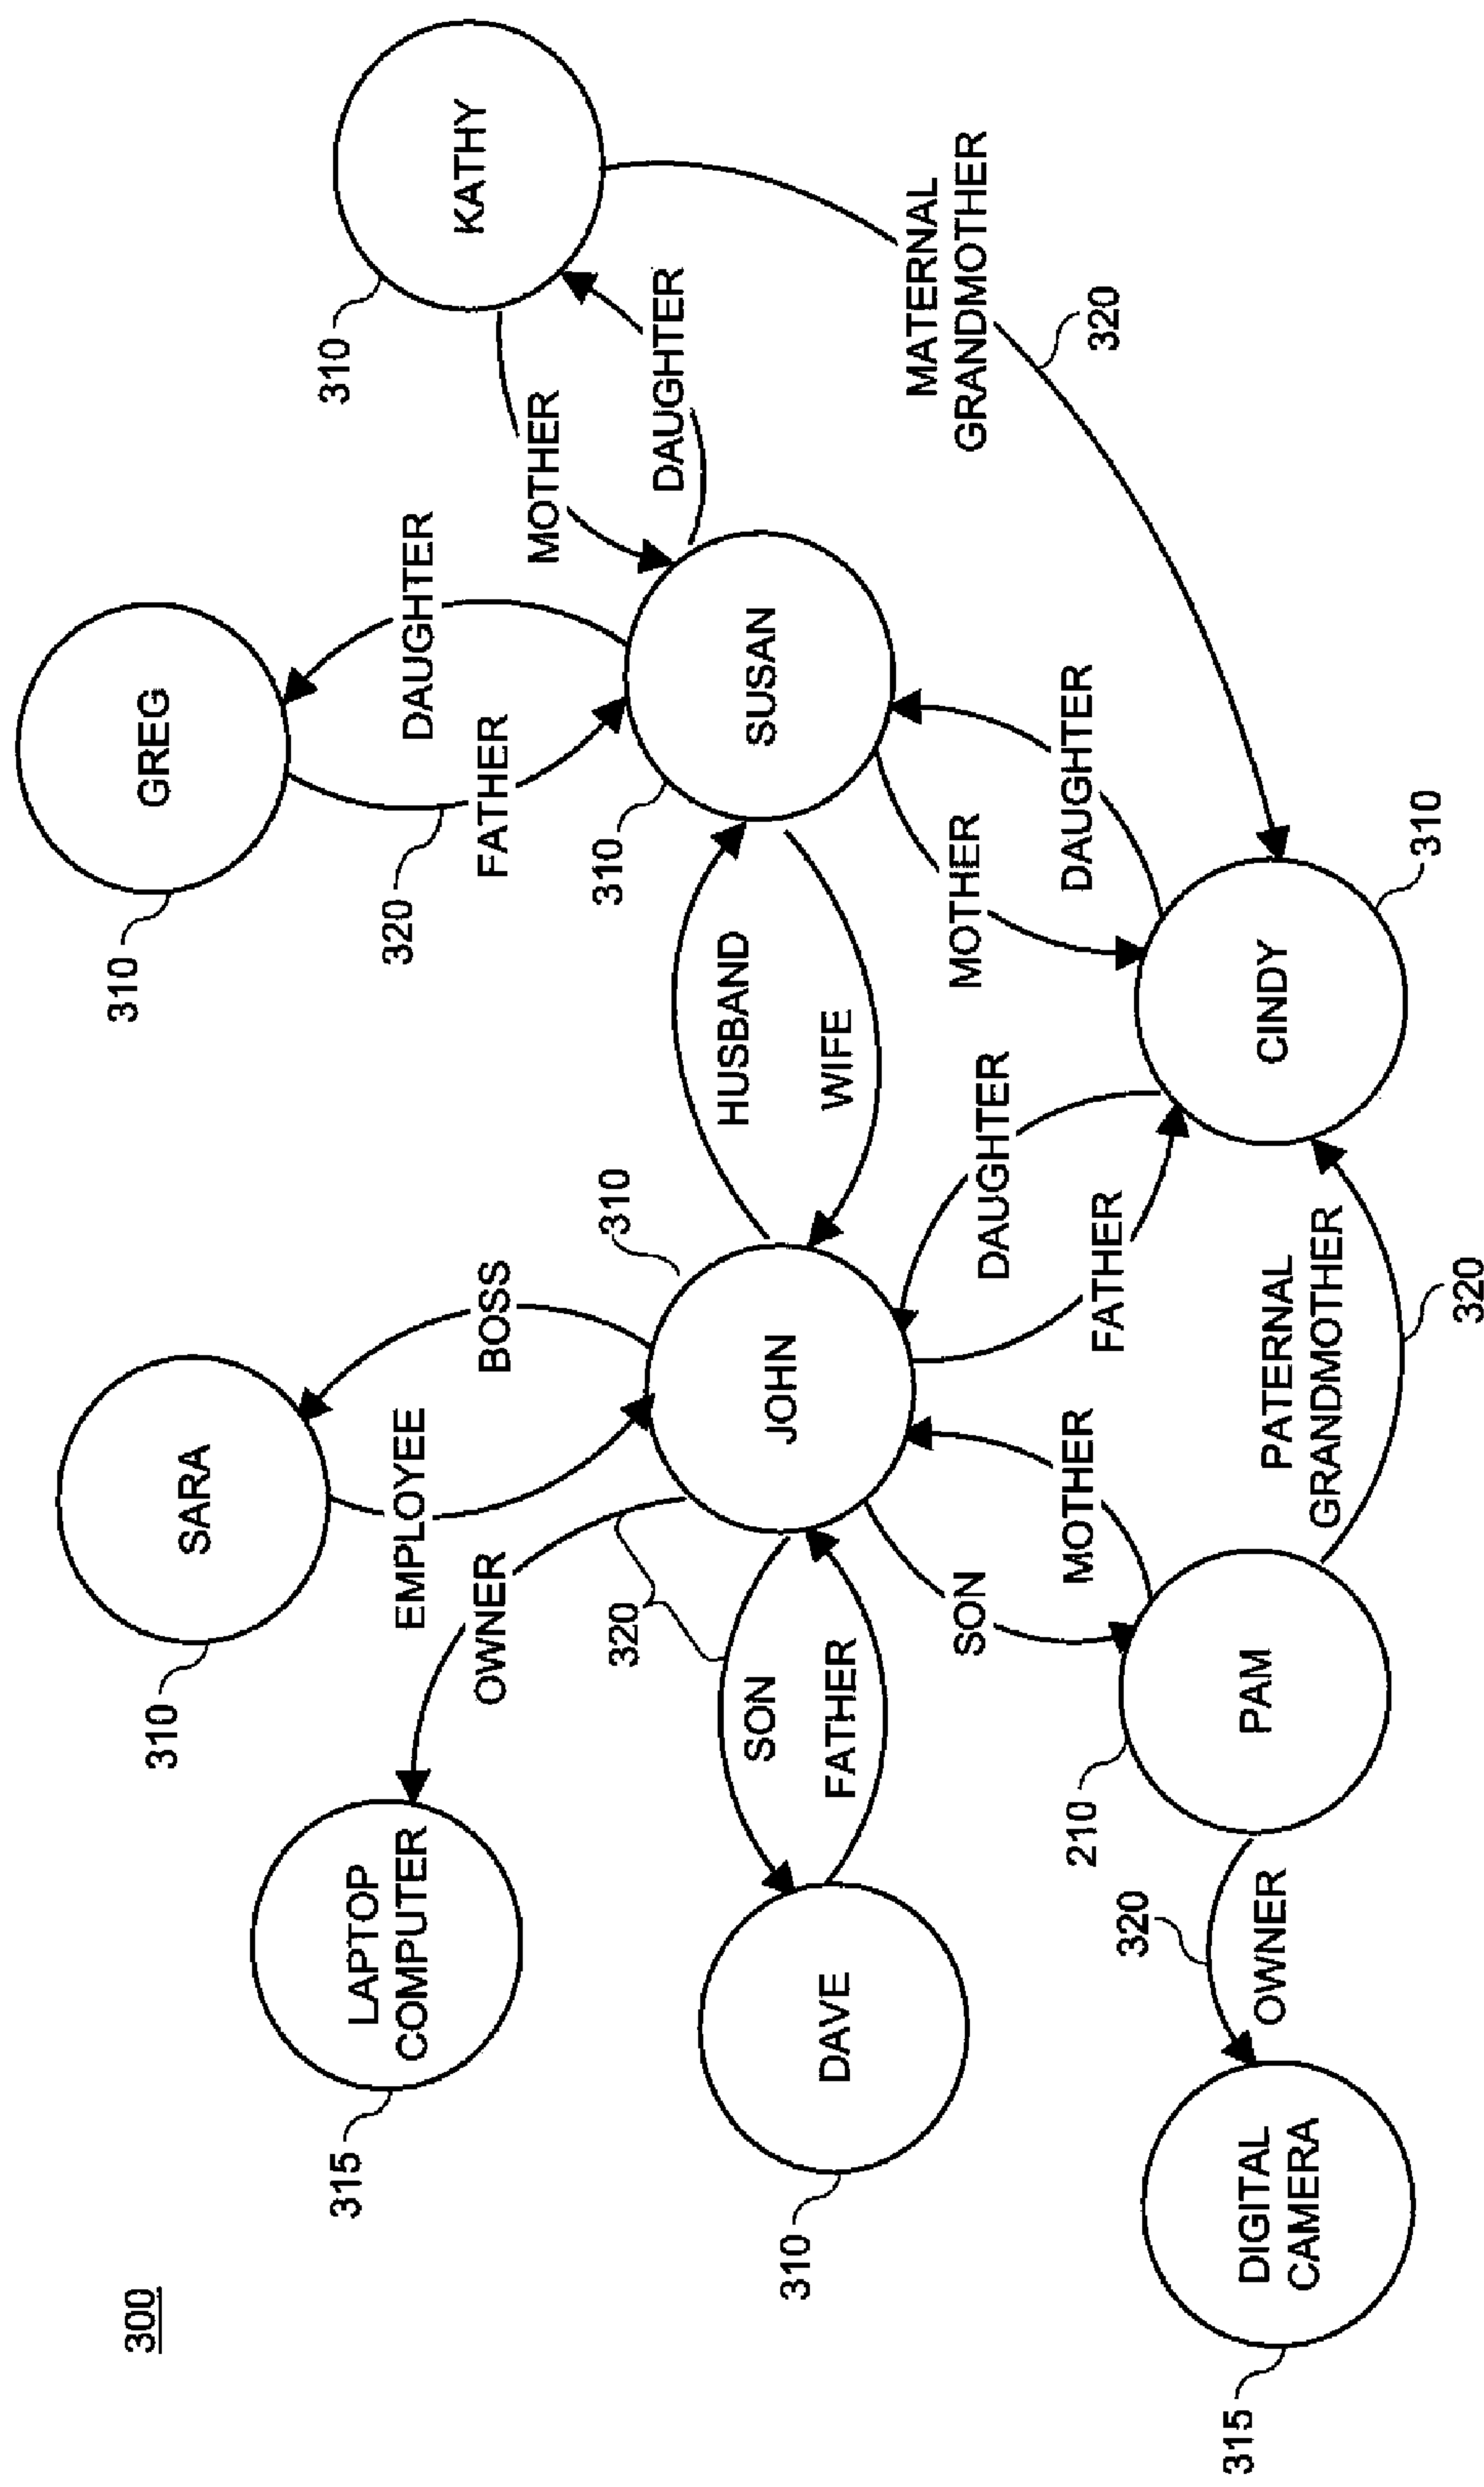 300
315
LAPTOP
COMPUTER
310
SARA
310
GREG
310
KATHY
OWNER
EMPLOYEE
BOSS
320
FATHER
DAUGHTER
MOTHER
DAUGHTER
310
DAVE
SON
FATHER
320
JOHN
310
HUSBAND
WIFE
310
SUSAN
MATERNAL
GRANDMOTHER
320
315
DIGITAL
CAMERA
320
OWNER
210
PAM
SON
MOTHER
FATHER
DAUGHTER
MOTHER
DAUGHTER
PATERNAL
GRANDMOTHER
320
CINDY
310